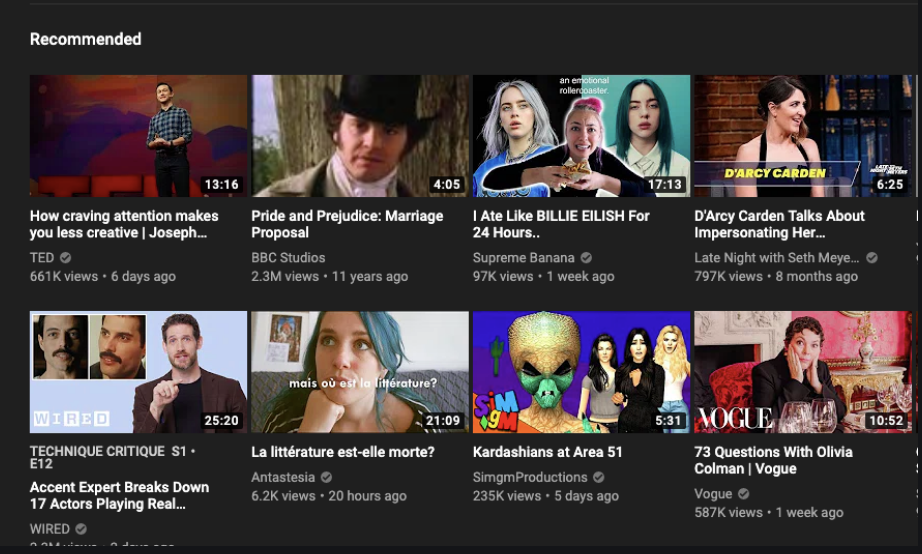 Recommended
an emotional
rollercoaster.
D'ARCY CARDEN
13:16
4:05
17:13
6:25
How craving attention makes
you less creative | Joseph...
TED
661K views • 6 days ago
Pride and Prejudice: Marriage
Proposal
BBC Studios
2.3M views • 11 years ago
I Ate Like BILLIE EILISH For
24 Hours..
Supreme Banana
97K views • 1 week ago
D'Arcy Carden Talks About
Impersonating Her...
Late Night with Seth Meye...
797K views • 8 months ago
WIRED
25:20
mais où est la littérature?
21:09
SiM
gM
5:31
VOGUE
10:52
TECHNIQUE CRITIQUE S1 •
E12
Accent Expert Breaks Down
17 Actors Playing Real...
WIRED
La littérature est-elle morte?
Antastesia
6.2K views • 20 hours ago
Kardashians at Area 51
SimgmProductions
235K views • 5 days ago
73 Questions With Olivia
Colman | Vogue
Vogue
587K views • 1 week ago